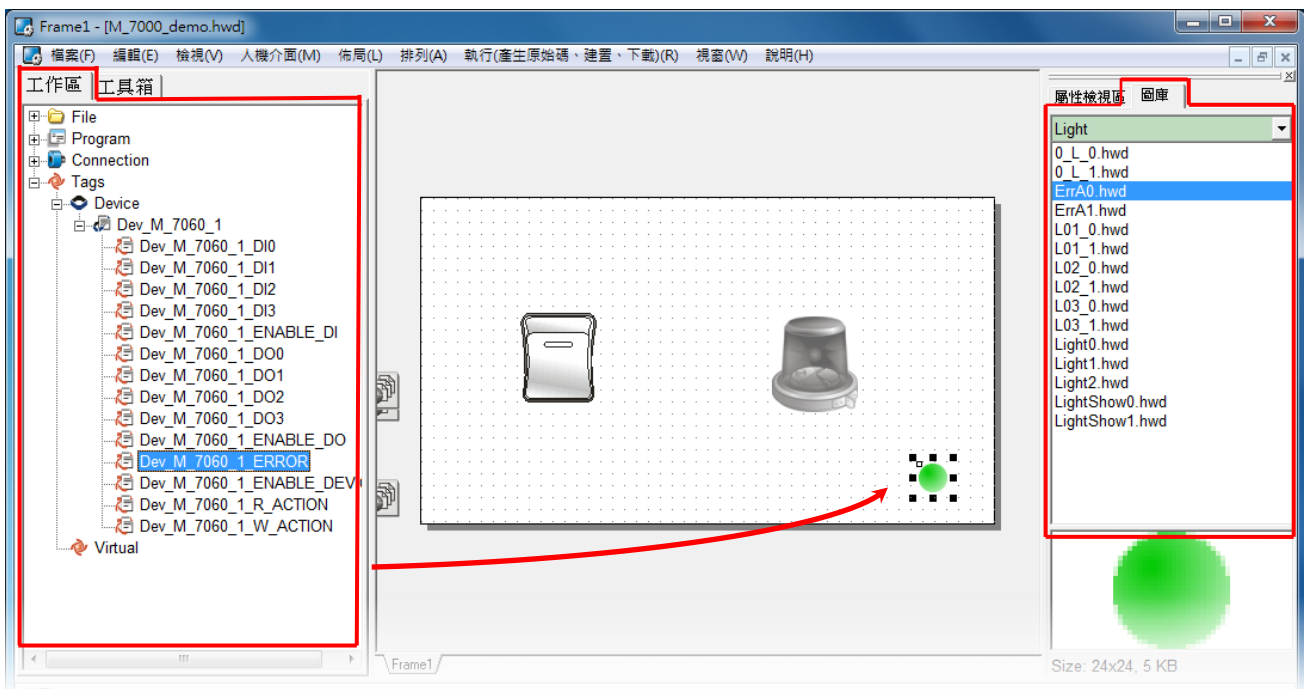 Frame1 - [M_7000_demo.hwd]
檔案(F) 編輯(E) 檢視(V) 人機介面(M) 佈局(L) 排列(A) 執行(產生原始碼、建置、下載)(R) 視窗(W) 說明(H)
工作區 工具箱
File
Program
Connection
Tags
Device
Dev_M_7060_1
Dev_M_7060_1_DI0
Dev_M_7060_1_DI1
Dev_M_7060_1_DI2
Dev_M_7060_1_DI3
Dev_M_7060_1_ENABLE_DI
Dev_M_7060_1_DO0
Dev_M_7060_1_DO1
Dev_M_7060_1_DO2
Dev_M_7060_1_DO3
Dev_M_7060_1_ENABLE_DO
Dev_M_7060_1_ERROR
Dev_M_7060_1_ENABLE_DEV
Dev_M_7060_1_R_ACTION
Dev_M_7060_1_W_ACTION
Virtual
Frame1
屬性檢視區 圖庫
Light
0_L_0.hwd
0_L_1.hwd
ErrA0.hwd
ErrA1.hwd
L01_0.hwd
L01_1.hwd
L02_0.hwd
L02_1.hwd
L03_0.hwd
L03_1.hwd
Light0.hwd
Light1.hwd
Light2.hwd
LightShow0.hwd
LightShow1.hwd
Size: 24x24, 5 KB